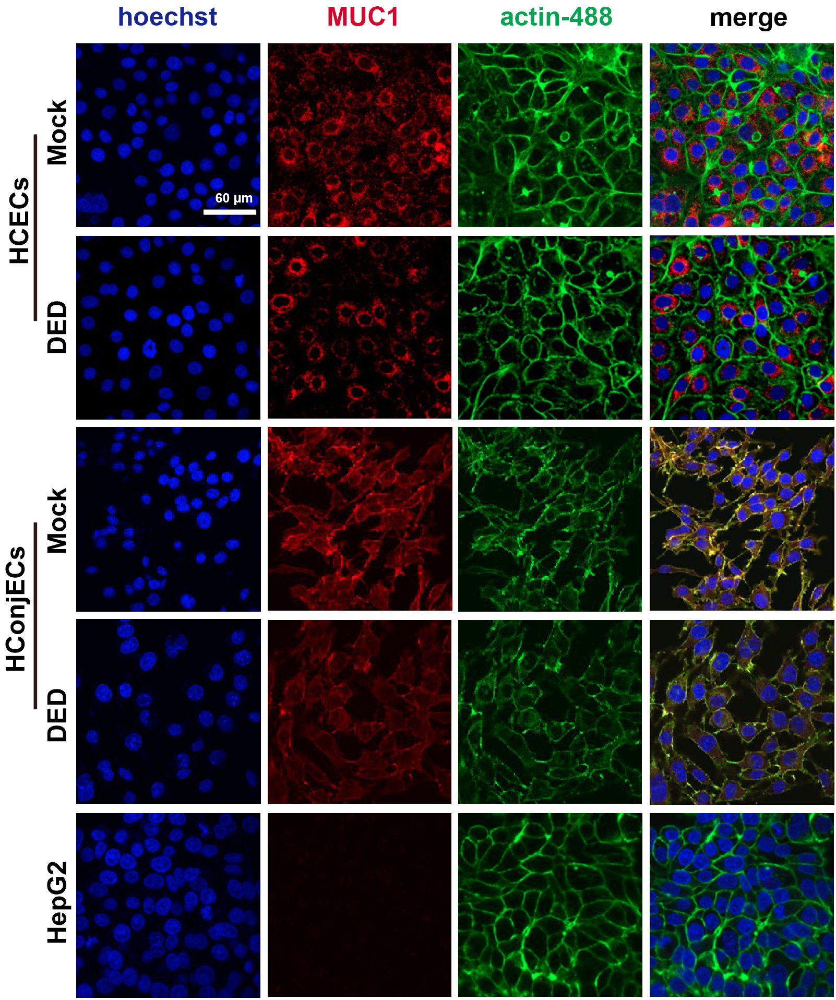 hoechst MUC1 actin-488 merge
HCECs
Mock
60 µm
DED
HConjECs
Mock
DED
HepG2